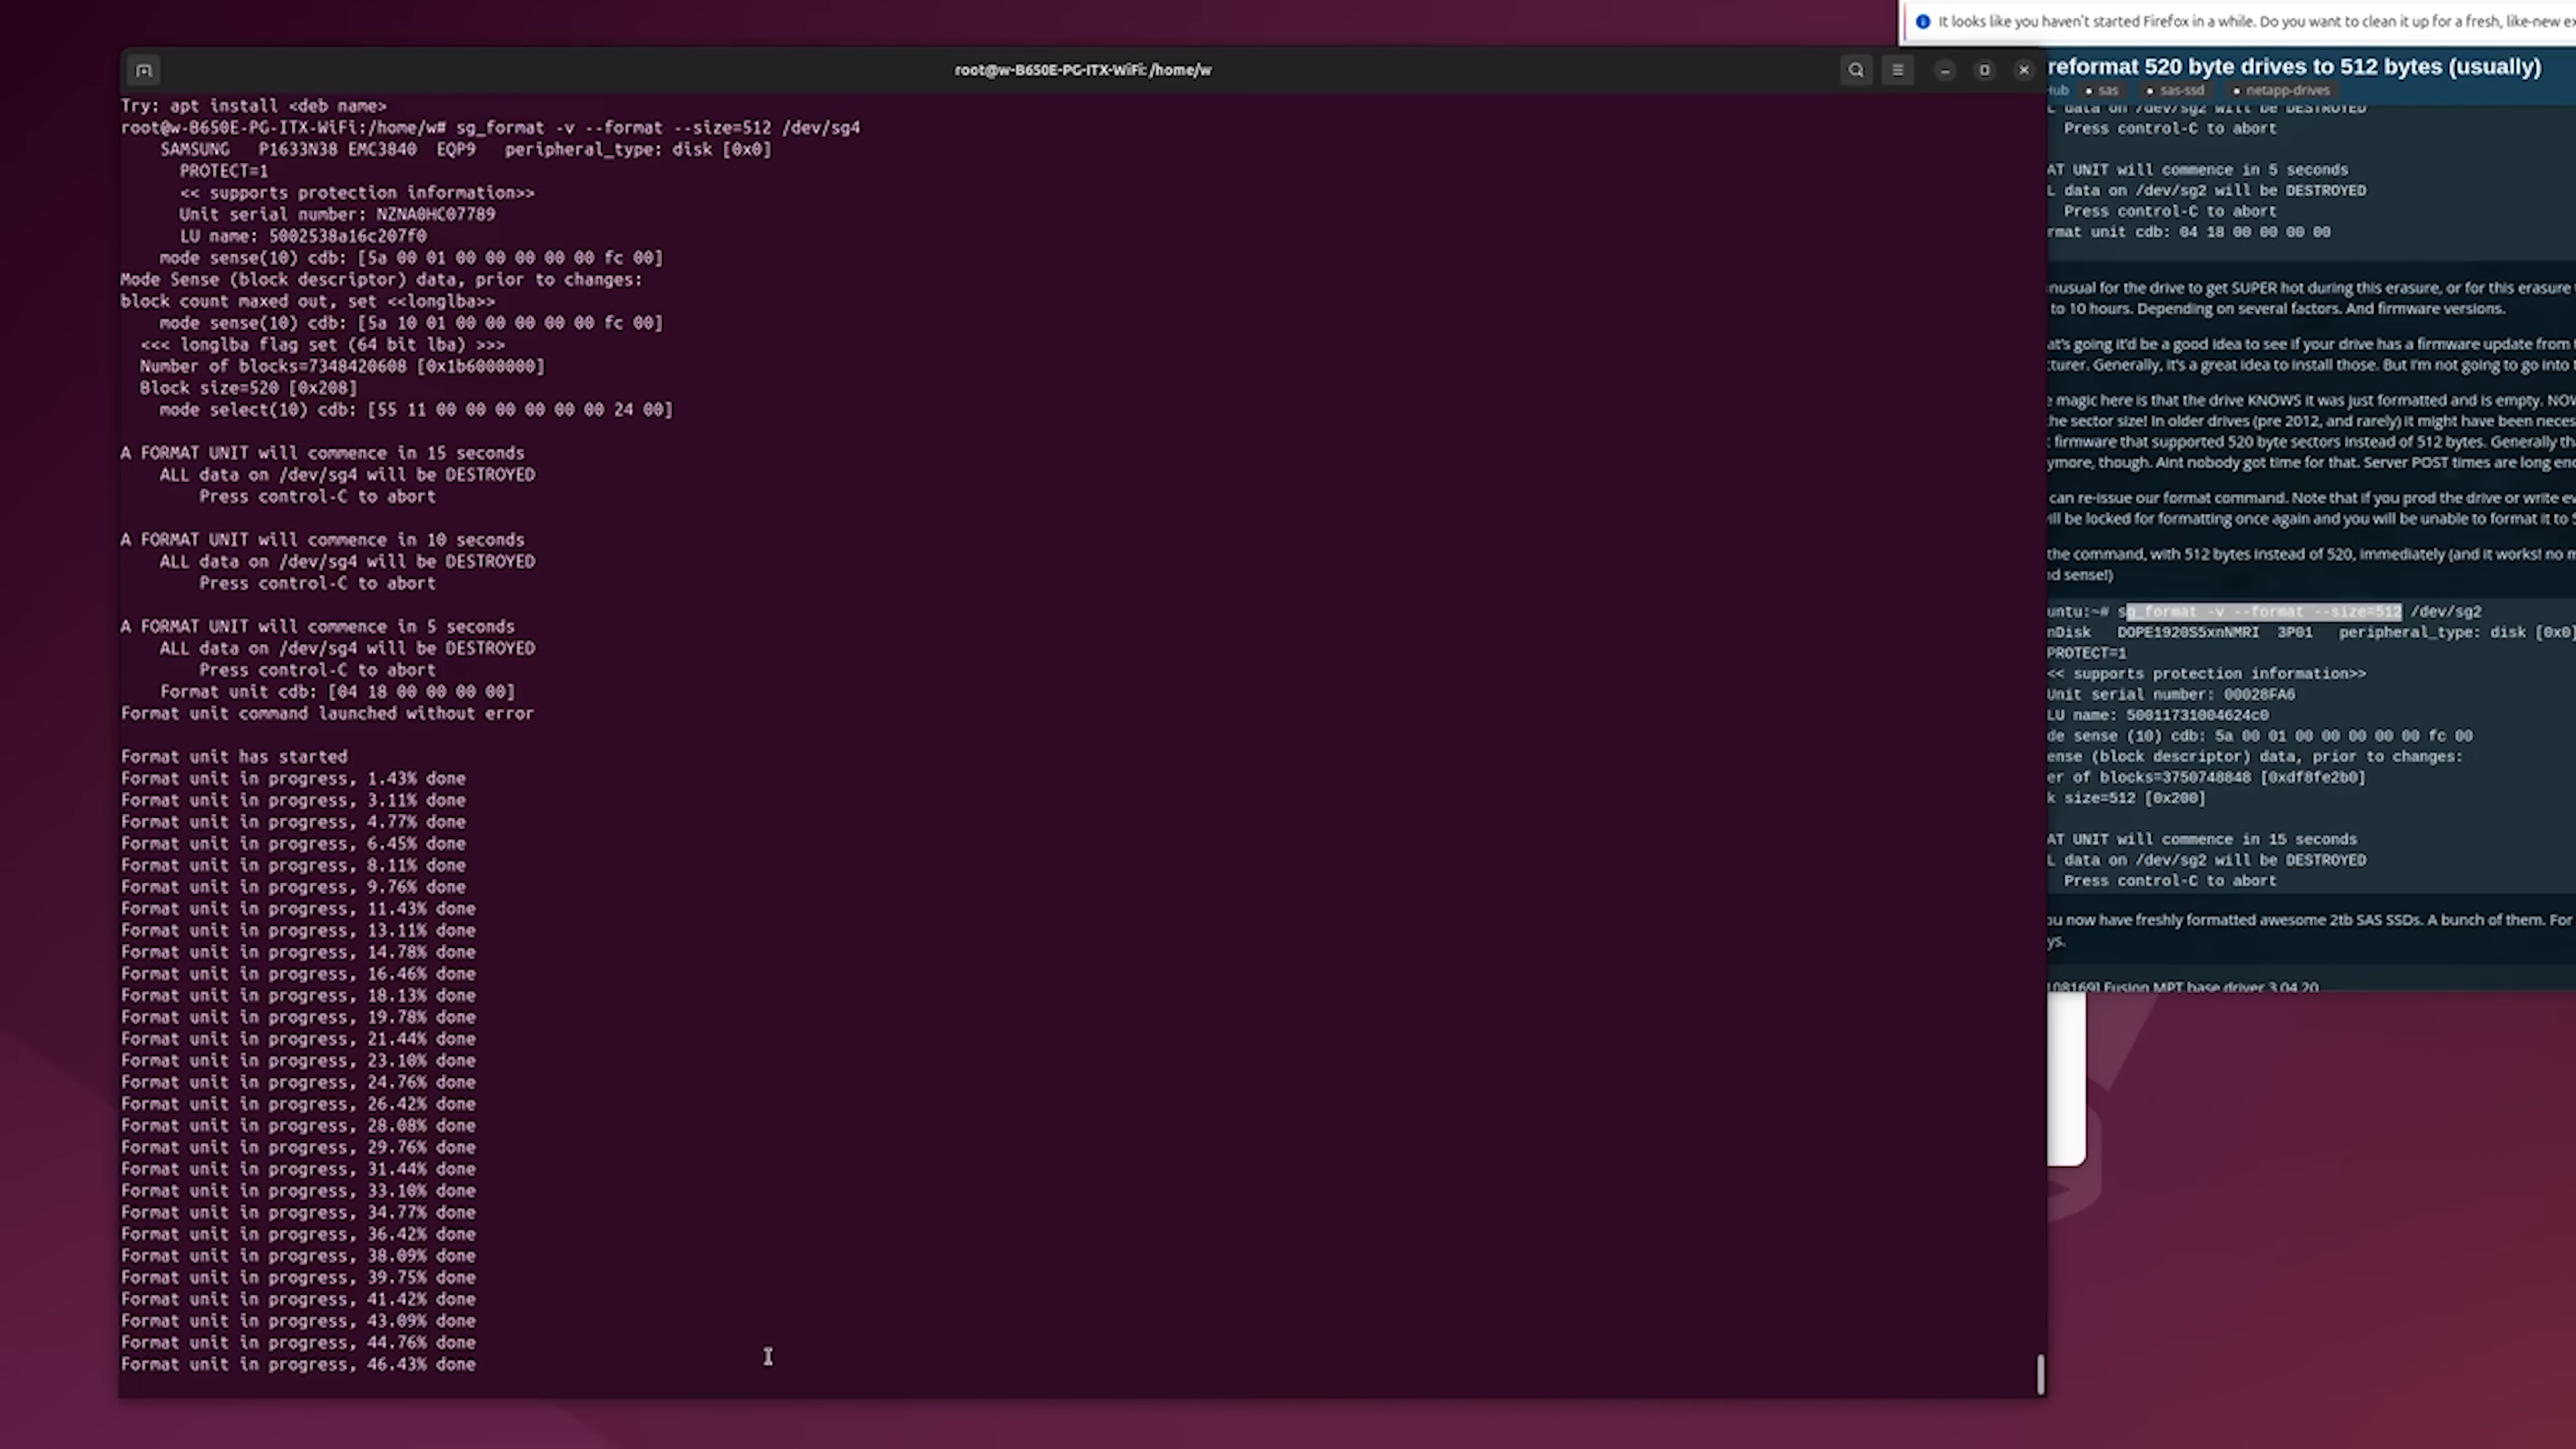 It looks like you haven't started Firefox in a while. Do you want to clean it up for a fresh, like-new
root@w-B650E-PG-ITX-WiFi: /home/w
Try: apt install <deb name>
root@w-B650E-PG-ITX-WiFi:/home/w# sg_format -v --format --size=512 /dev/sg4
SAMSUNG P1633N38 EMC3840 EQP9 peripheral_type: disk [0x0]
PROTECT=1
<< supports protection information>>
Unit serial number: NZNA0HC07789
LU name: 5002538a16c207f0
mode sense(10) cdb: [5a 00 01 00 00 00 00 00 fc 00]
Mode Sense (block descriptor) data, prior to changes:
block count maxed out, set <<longlba>>
mode sense(10) cdb: [5a 10 01 00 00 00 00 00 fc 00]
<<< longlba flag set (64 bit lba) >>>
Number of blocks=7348420608 [0x1b6000000]
Block size=520 [0x208]
mode select(10) cdb: [55 11 00 00 00 00 00 00 24 00]
A FORMAT UNIT will commence in 15 seconds
ALL data on /dev/sg4 will be DESTROYED
Press control-C to abort
A FORMAT UNIT will commence in 10 seconds
ALL data on /dev/sg4 will be DESTROYED
Press control-C to abort
A FORMAT UNIT will commence in 5 seconds
ALL data on /dev/sg4 will be DESTROYED
Press control-C to abort
Format unit cdb: [04 18 00 00 00 00]
Format unit command launched without error
Format unit has started
Format unit in progress, 1.43% done
Format unit in progress, 3.11% done
Format unit in progress, 4.77% done
Format unit in progress, 6.45% done
Format unit in progress, 8.11% done
Format unit in progress, 9.76% done
Format unit in progress, 11.43% done
Format unit in progress, 13.11% done
Format unit in progress, 14.78% done
Format unit in progress, 16.46% done
Format unit in progress, 18.13% done
Format unit in progress, 19.78% done
Format unit in progress, 21.44% done
Format unit in progress, 23.10% done
Format unit in progress, 24.76% done
Format unit in progress, 26.42% done
Format unit in progress, 28.08% done
Format unit in progress, 29.76% done
Format unit in progress, 31.44% done
Format unit in progress, 33.10% done
Format unit in progress, 34.77% done
Format unit in progress, 36.42% done
Format unit in progress, 38.09% done
Format unit in progress, 39.75% done
Format unit in progress, 41.42% done
Format unit in progress, 43.09% done
Format unit in progress, 44.76% done
Format unit in progress, 46.43% done
reformat 520 byte drives to 512 bytes (usually)
Hub • sas • sas-ssd • netapp-drives
L data on /dev/sg2 will be DESTROYED
Press control-C to abort
AT UNIT will commence in 5 seconds
L data on /dev/sg2 will be DESTROYED
Press control-C to abort
rmat unit cdb: 04 18 00 00 00 00
nusual for the drive to get SUPER hot during this erasure, or for this erasure
to 10 hours. Depending on several factors. And firmware versions.
at's going it'd be a good idea to see if your drive has a firmware update from
cturer. Generally, it's a great idea to install those. But I'm not going to go into
e magic here is that the drive KNOWS it was just formatted and is empty. NOW
the sector size! In older drives (pre 2012, and rarely) it might have been neces
t firmware that supported 520 byte sectors instead of 512 bytes. Generally th
ymore, though. Aint nobody got time for that. Server POST times are long en
can re-issue our format command. Note that if you prod the drive or write ev
ill be locked for formatting once again and you will be unable to format it to
the command, with 512 bytes instead of 520, immediately (and it works! no m
nd sense!)
untu:~# sg_format -v --format --size=512 /dev/sg2
nDisk DOPE1920S5xnNMRI 3P01 peripheral_type: disk [0x0]
PROTECT=1
<< supports protection information>>
Unit serial number: 00028FA6
LU name: 50011731004624c0
de sense (10) cdb: 5a 00 01 00 00 00 00 00 fc 00
ense (block descriptor) data, prior to changes:
er of blocks=3750748848 [0xdf8fe2b0]
k size=512 [0x200]
AT UNIT will commence in 15 seconds
L data on /dev/sg2 will be DESTROYED
Press control-C to abort
ou now have freshly formatted awesome 2tb SAS SSDs. A bunch of them. For
ys.
108169] Fusion MPT base driver 3.04.20